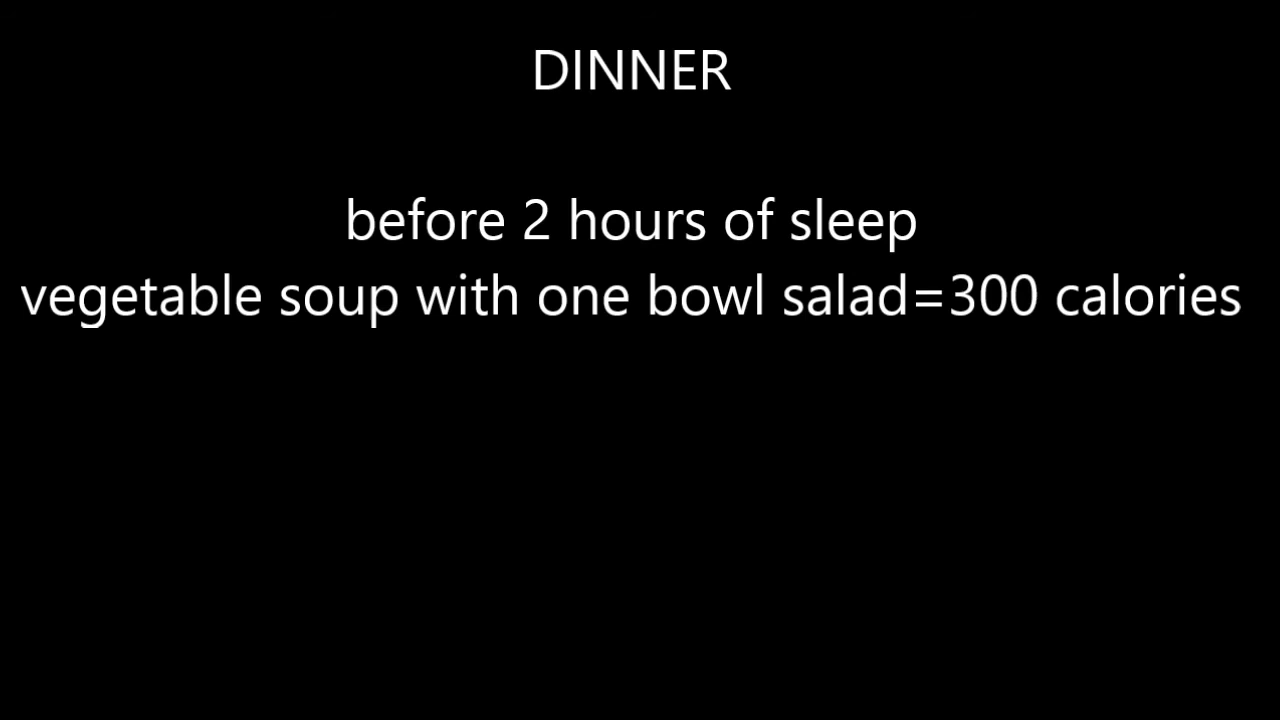 DINNER
before 2 hours of sleep
vegetable soup with one bowl salad=300 calories